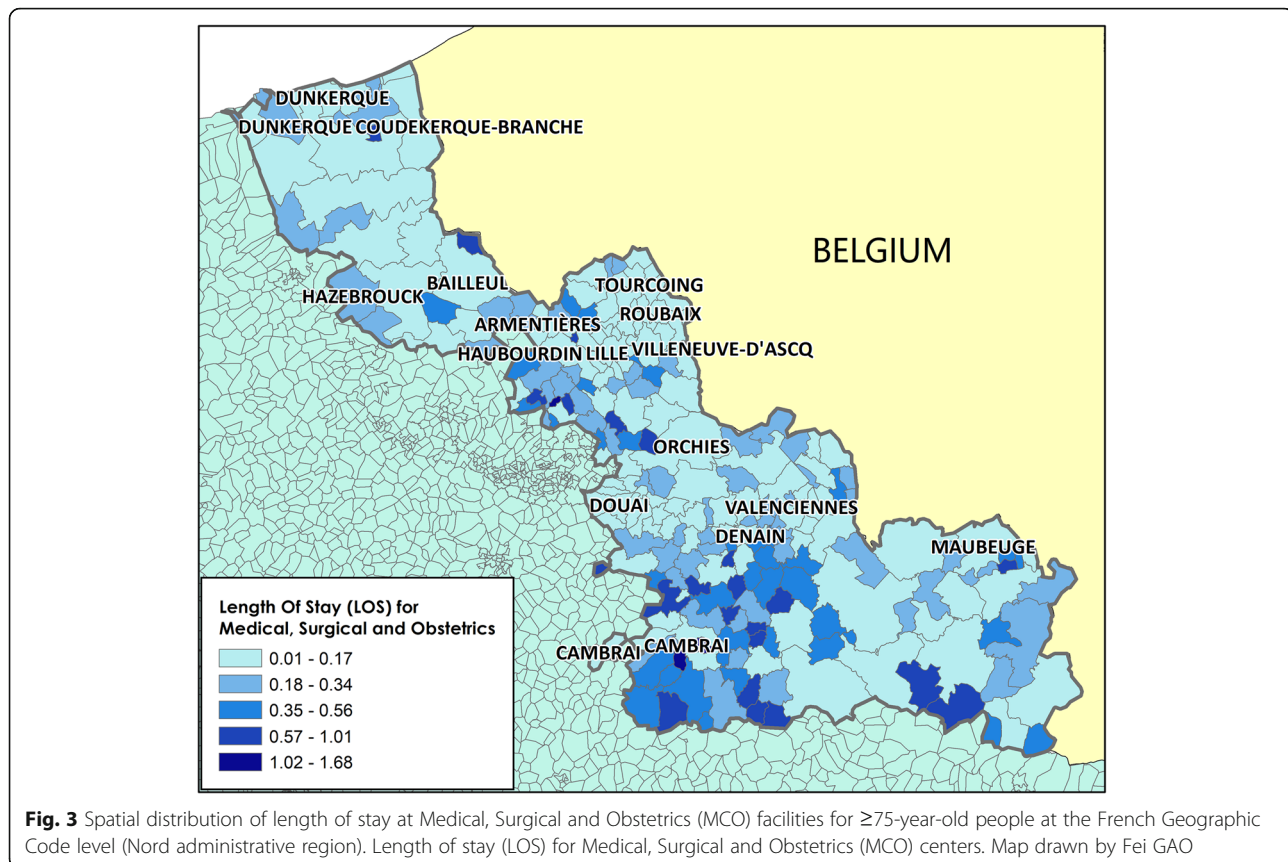 DUNKERQUE
DUNKERQUE COUDEKERQUE-BRANCHE
BELGIUM
BAILLEUL
TOURCOING
HAZEBROUCK
ROUBAIX
ARMENTIÈRES
HAUBOURDIN LILLE VILLENEUVE-D'ASCQ
ORCHIES
DOUAI
VALENCIENNES
DENAIN
MAUBEUGE
CAMBRAI CAMBRAI
Length Of Stay (LOS) for
Medical, Surgical and Obstetrics
0.01 - 0.17
0.18 - 0.34
0.35 - 0.56
0.57 - 1.01
1.02 - 1.68
Fig. 3 Spatial distribution of length of stay at Medical, Surgical and Obstetrics (MCO) facilities for ≥75-year-old people at the French Geographic
Code level (Nord administrative region). Length of stay (LOS) for Medical, Surgical and Obstetrics (MCO) centers. Map drawn by Fei GAO